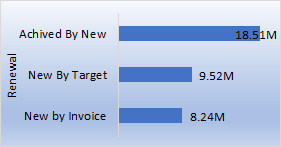 Renewal
Achived By New
18.51M
New By Target
9.52M
New by Invoice
8.24M